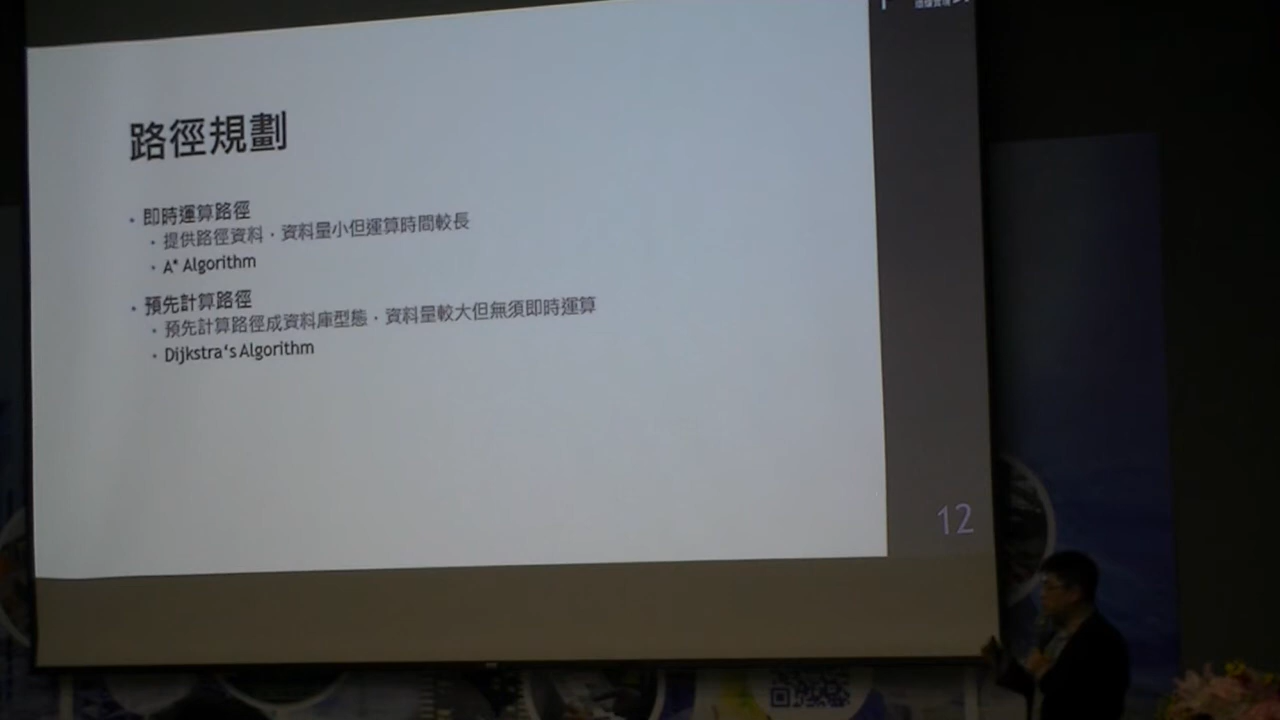 路徑規劃
• 即時運算路徑
• 提供路徑資料，資料量小但運算時間較長
• A* Algorithm
• 預先計算路徑
• 預先計算路徑成資料庫型態，資料量較大但無須即時運算
• Dijkstra‘s Algorithm
12